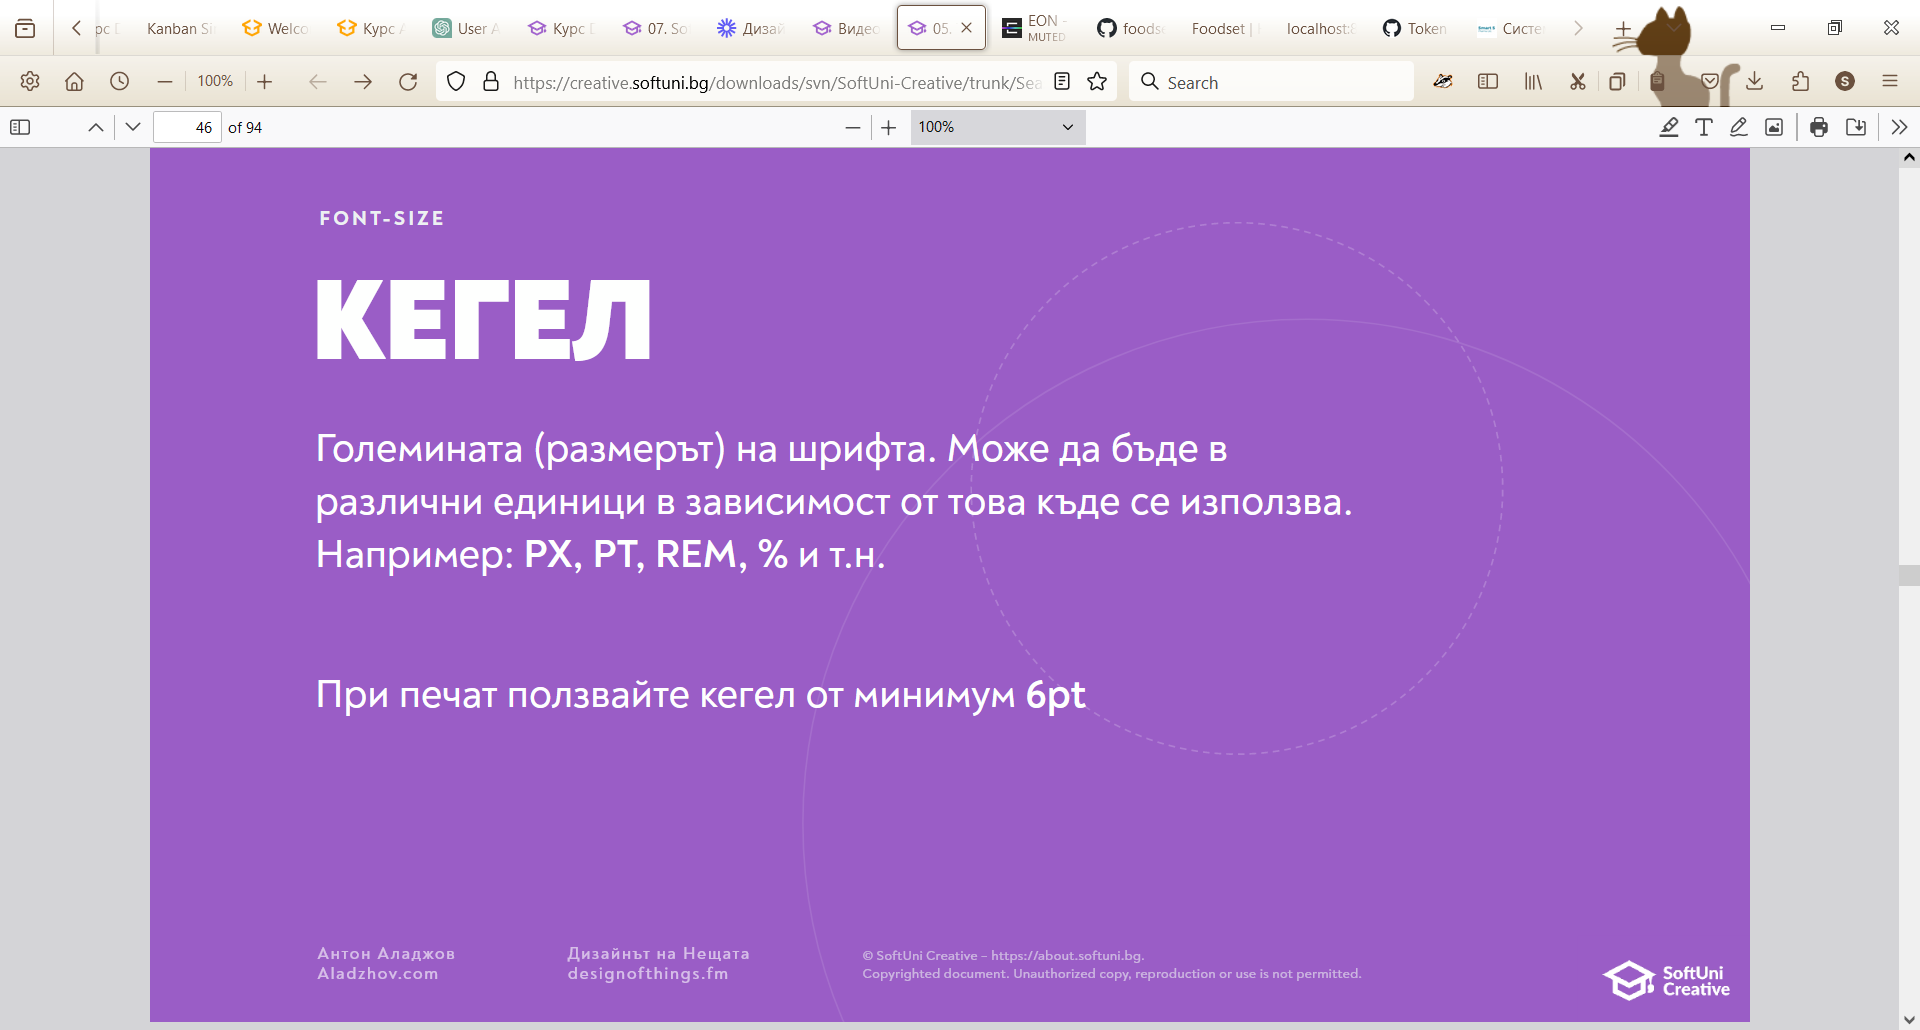 Kanban Si
Welco
Курс
User A
Курс
07. So
Дизай
Видео
05.
EON -
MUTED
foods
Foodset |
localhost:8
Token
Систе
100%
https://creative.softuni.bg/downloads/svn/SoftUni-Creative/trunk/Sea
Search
S
46 of 94
100%
FONT-SIZE
КЕГЕЛ
Големината (размерът) на шрифта. Може да бъде в
различни единици в зависимост от това къде се използва.
Например: PX, PT, REM, % и т.н.
При печат ползвайте кегел от минимум 6pt
Антон Аладжов
Aladzhov.com
Дизайнът на Нещата
designofthings.fm
© SoftUni Creative – https://about.softuni.bg.
Copyrighted document. Unauthorized copy, reproduction or use is not permitted.
SoftUni
Creative